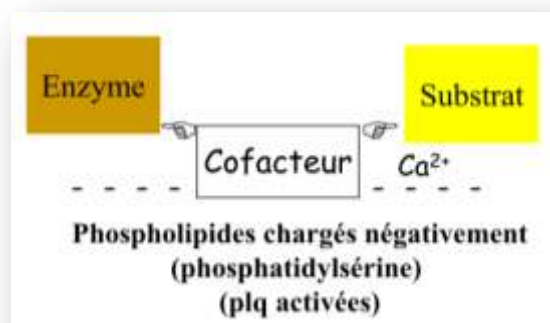 Enzyme
Substrat
Cofacteur
Ca²⁺
- - - - - - - -
Phospholipides chargés négativement
(phosphatidylsérine)
(plq activées)